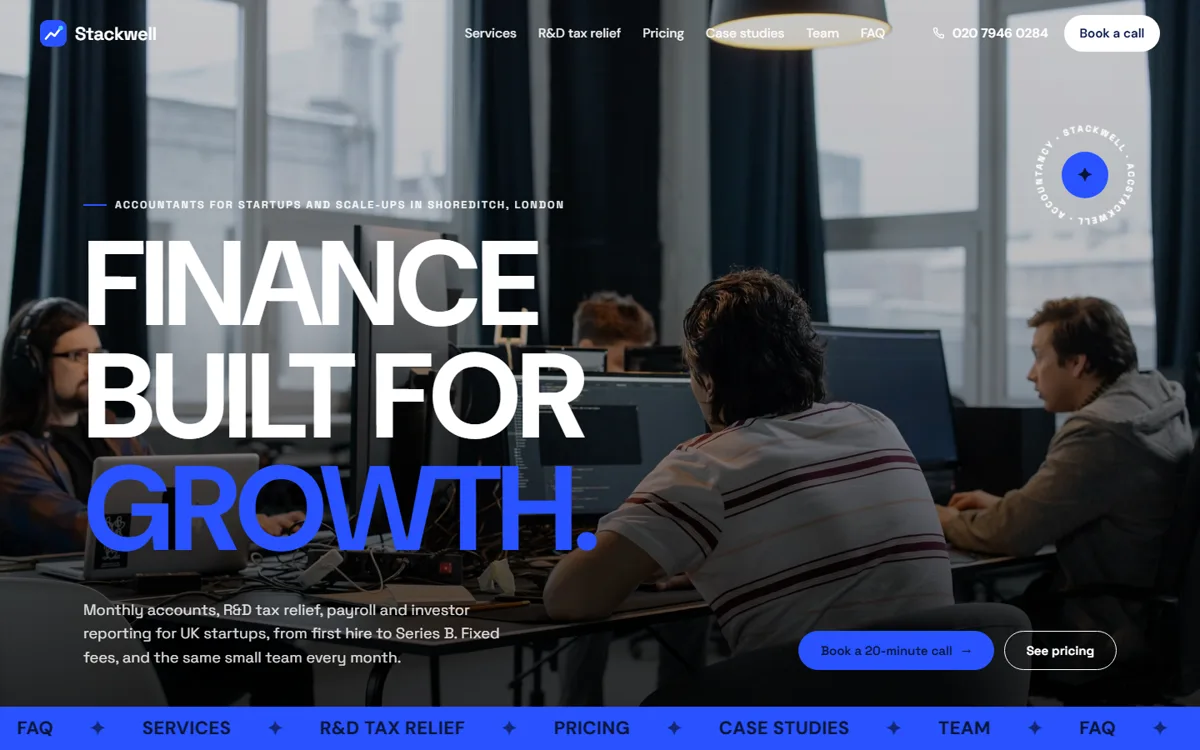 Stackwell
Services R&D tax relief Pricing Case studies Team FAQ 020 7946 0284 Book a call
STACKWELL · ACCSTACKWELL · ACCOUNTANCY ·
ACCOUNTANTS FOR STARTUPS AND SCALE-UPS IN SHOREDITCH, LONDON
FINANCE
BUILT FOR
GROWTH.
Monthly accounts, R&D tax relief, payroll and investor
reporting for UK startups, from first hire to Series B. Fixed
fees, and the same small team every month.
Book a 20-minute call → See pricing
FAQ ✦ SERVICES ✦ R&D TAX RELIEF ✦ PRICING ✦ CASE STUDIES ✦ TEAM ✦ FAQ ✦